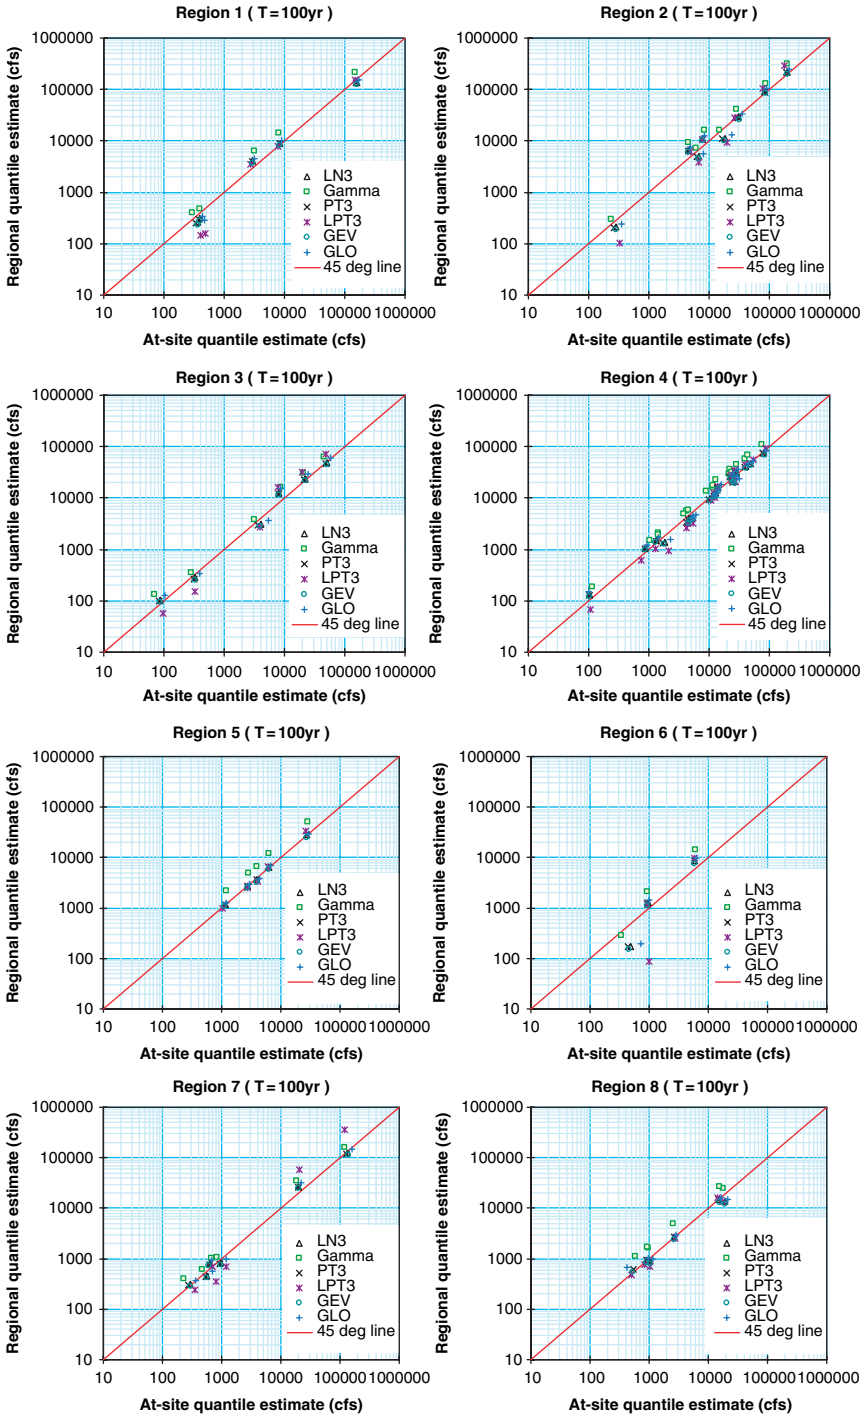 Region 1 ( T=100yr )
Regional quantile estimate (cfs)
1000000
100000
10000
1000
100
10
LN3
Gamma
PT3
LPT3
GEV
GLO
45 deg line
10 100 1000 10000 100000 1000000
At-site quantile estimate (cfs)
Region 2 ( T=100yr )
Regional quantile estimate (cfs)
1000000
100000
10000
1000
100
10
LN3
Gamma
PT3
LPT3
GEV
GLO
45 deg line
10 100 1000 10000 100000 1000000
At-site quantile estimate (cfs)
Region 3 ( T=100yr )
Regional quantile estimate (cfs)
1000000
100000
10000
1000
100
10
LN3
Gamma
PT3
LPT3
GEV
GLO
45 deg line
10 100 1000 10000 100000 1000000
At-site quantile estimate (cfs)
Region 4 ( T=100yr )
Regional quantile estimate (cfs)
1000000
100000
10000
1000
100
10
LN3
Gamma
PT3
LPT3
GEV
GLO
45 deg line
10 100 1000 10000 100000 1000000
At-site quantile estimate (cfs)
Region 5 ( T=100yr )
Regional quantile estimate (cfs)
1000000
100000
10000
1000
100
10
LN3
Gamma
PT3
LPT3
GEV
GLO
45 deg line
10 100 1000 10000 100000 1000000
At-site quantile estimate (cfs)
Region 6 ( T=100yr )
Regional quantile estimate (cfs)
1000000
100000
10000
1000
100
10
LN3
Gamma
PT3
LPT3
GEV
GLO
45 deg line
10 100 1000 10000 100000 1000000
At-site quantile estimate (cfs)
Region 7 ( T=100yr )
Regional quantile estimate (cfs)
1000000
100000
10000
1000
100
10
LN3
Gamma
PT3
LPT3
GEV
GLO
45 deg line
10 100 1000 10000 100000 1000000
At-site quantile estimate (cfs)
Region 8 ( T=100yr )
Regional quantile estimate (cfs)
1000000
100000
10000
1000
100
10
LN3
Gamma
PT3
LPT3
GEV
GLO
45 deg line
10 100 1000 10000 100000 1000000
At-site quantile estimate (cfs)